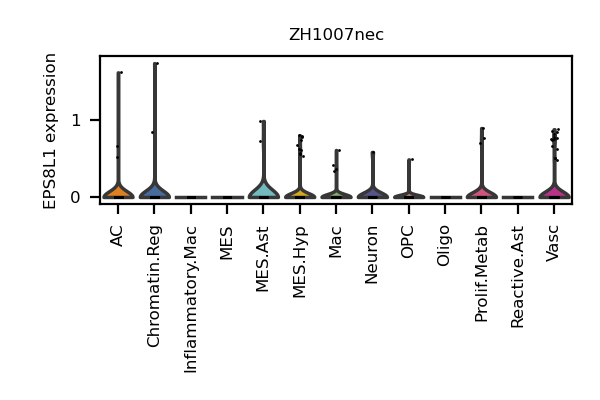 ZH1007nec
EPS8L1 expression
1
0
AC
Chromatin.Reg
Inflammatory.Mac
MES
MES.Ast
MES.Hyp
Mac
Neuron
OPC
Oligo
Prolif.Metab
Reactive.Ast
Vasc